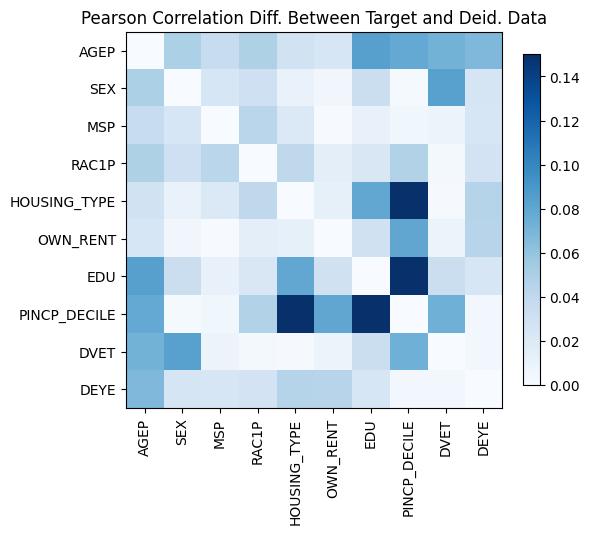 Pearson Correlation Diff. Between Target and Deid. Data
AGEP
SEX
MSP
RAC1P
HOUSING_TYPE
OWN_RENT
EDU
PINCP_DECILE
DVET
DEYE
AGEP
SEX
MSP
RAC1P
HOUSING_TYPE
OWN_RENT
EDU
PINCP_DECILE
DVET
DEYE
0.14
0.12
0.10
0.08
0.06
0.04
0.02
0.00